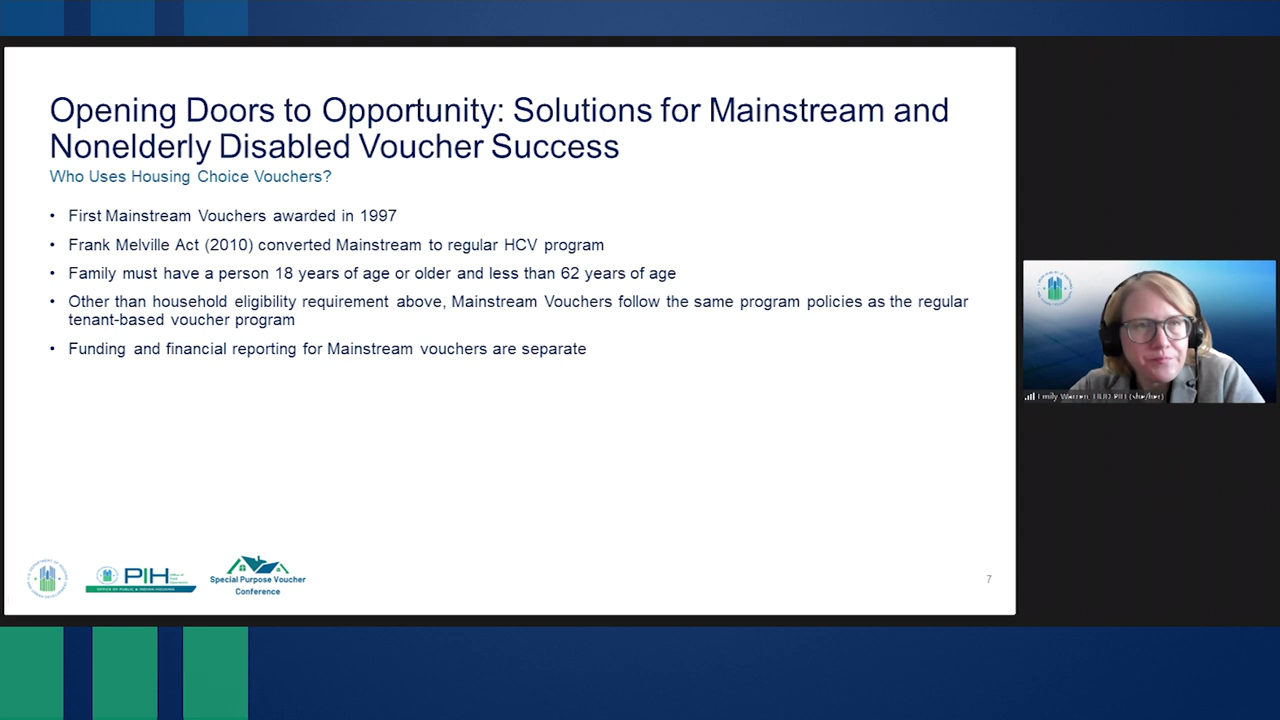 Opening Doors to Opportunity: Solutions for Mainstream and
Nonelderly Disabled Voucher Success
Who Uses Housing Choice Vouchers?
• First Mainstream Vouchers awarded in 1997
• Frank Melville Act (2010) converted Mainstream to regular HCV program
• Family must have a person 18 years of age or older and less than 62 years of age
• Other than household eligibility requirement above, Mainstream Vouchers follow the same program policies as the regular
tenant-based voucher program
• Funding and financial reporting for Mainstream vouchers are separate
Emily Warren, HUD PIH (she/her)
PIH
OFFICE OF PUBLIC & INDIAN HOUSING
Special Purpose Voucher
Conference
7